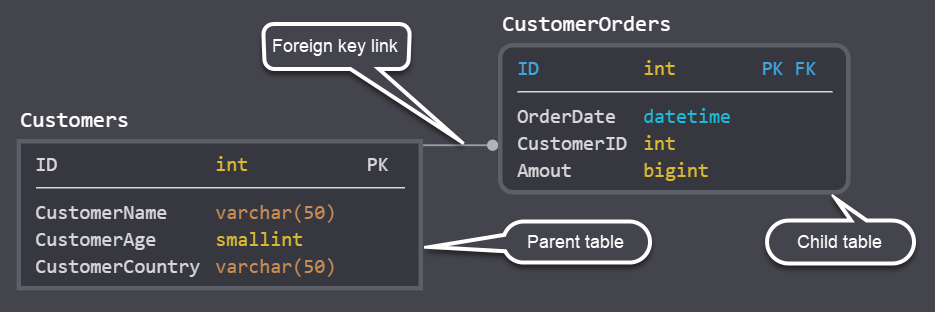 CustomerOrders
Foreign key link
ID int PK FK
OrderDate datetime
CustomerID int
Amout bigint
Customers
ID int PK
CustomerName varchar(50)
CustomerAge smallint
CustomerCountry varchar(50)
Parent table
Child table